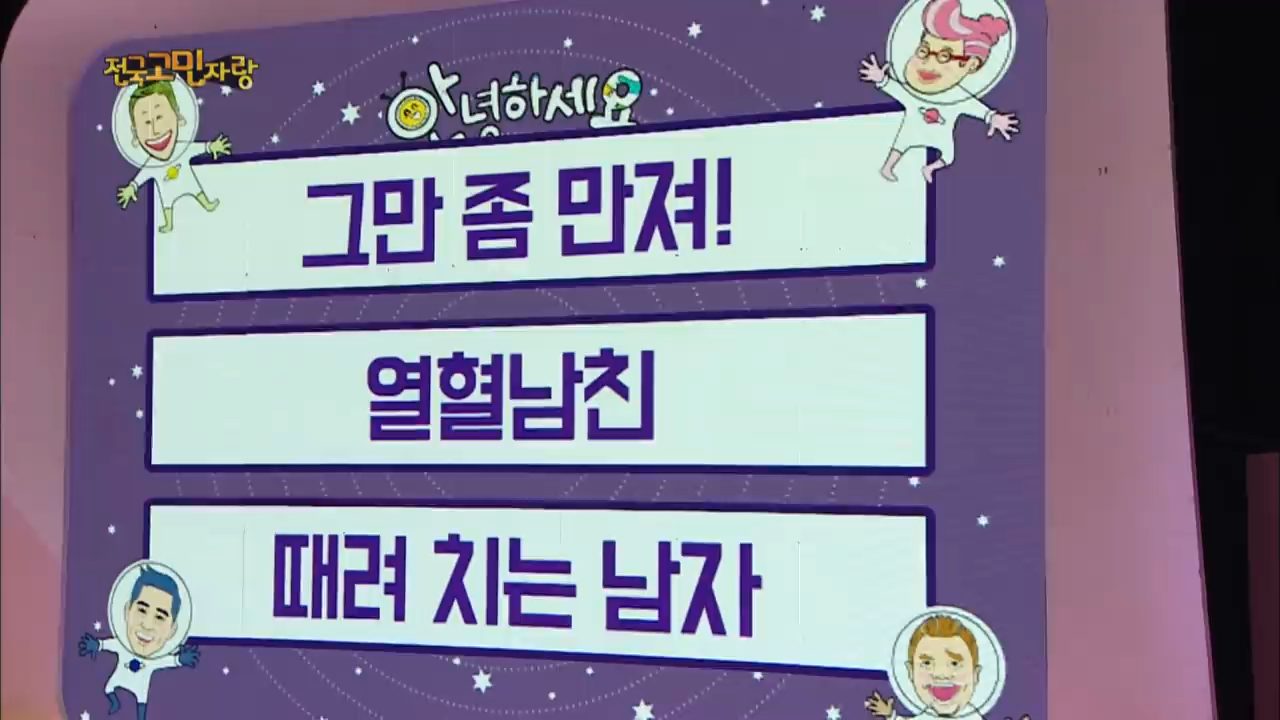 전국고민자랑
안녕하세요
그만 좀 만져!
열혈남친
때려 치는 남자